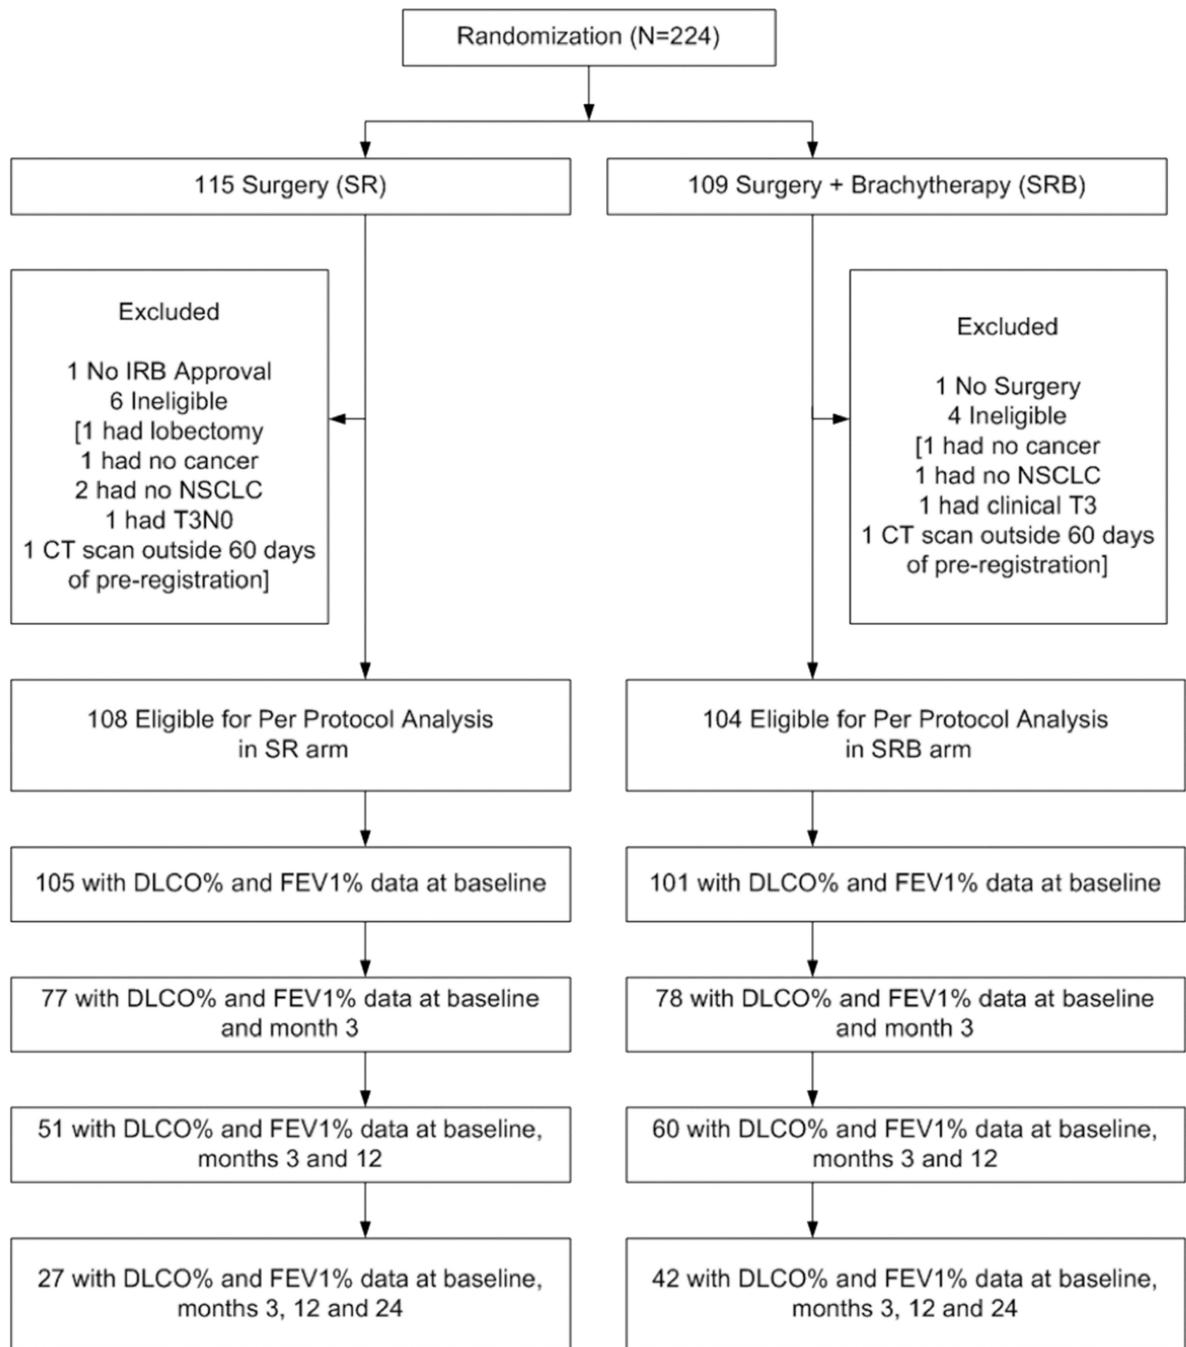 Randomization (N=224)
115 Surgery (SR)
109 Surgery + Brachytherapy (SRB)
Excluded
1 No IRB Approval
6 Ineligible
[1 had lobectomy
1 had no cancer
2 had no NSCLC
1 had T3N0
1 CT scan outside 60 days
of pre-registration]
Excluded
1 No Surgery
4 Ineligible
[1 had no cancer
1 had no NSCLC
1 had clinical T3
1 CT scan outside 60 days
of pre-registration]
108 Eligible for Per Protocol Analysis
in SR arm
104 Eligible for Per Protocol Analysis
in SRB arm
105 with DLCO% and FEV1% data at baseline
101 with DLCO% and FEV1% data at baseline
77 with DLCO% and FEV1% data at baseline
and month 3
78 with DLCO% and FEV1% data at baseline
and month 3
51 with DLCO% and FEV1% data at baseline,
months 3 and 12
60 with DLCO% and FEV1% data at baseline,
months 3 and 12
27 with DLCO% and FEV1% data at baseline,
months 3, 12 and 24
42 with DLCO% and FEV1% data at baseline,
months 3, 12 and 24